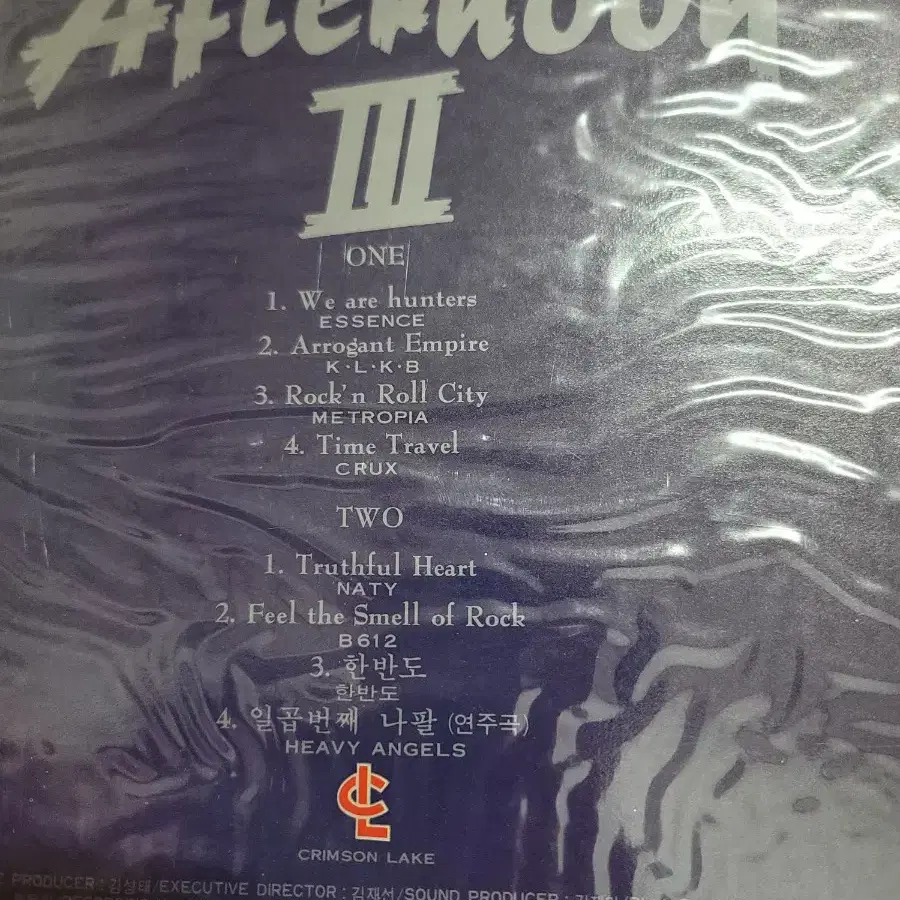 Afternoon
III
ONE
1. We are hunters
ESSENCE
2. Arrogant Empire
K·L·K·B
3. Rock'n Roll City
METROPIA
4. Time Travel
CRUX
TWO
1. Truthful Heart
NATY
2. Feel the Smell of Rock
B612
3. 한반도
한반도
4. 일곱번째 나팔 (연주곡)
HEAVY ANGELS
CL
CRIMSON LAKE
PRODUCER : 김상태/EXECUTIVE DIRECTOR : 김재선/SOUND PRODUCER :